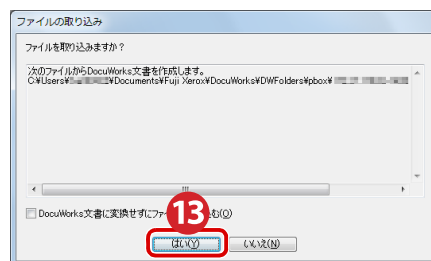 ファイルの取り込み
ファイルを取り込みますか?
次のファイルからDocuWorks文書を作成します。
C:¥Users¥ ¥Documents¥Fuji Xerox¥DocuWorks¥DWFolders¥pbox¥
DocuWorks文書に変換せずにファ む(O)
13
はい(Y) いいえ(N)